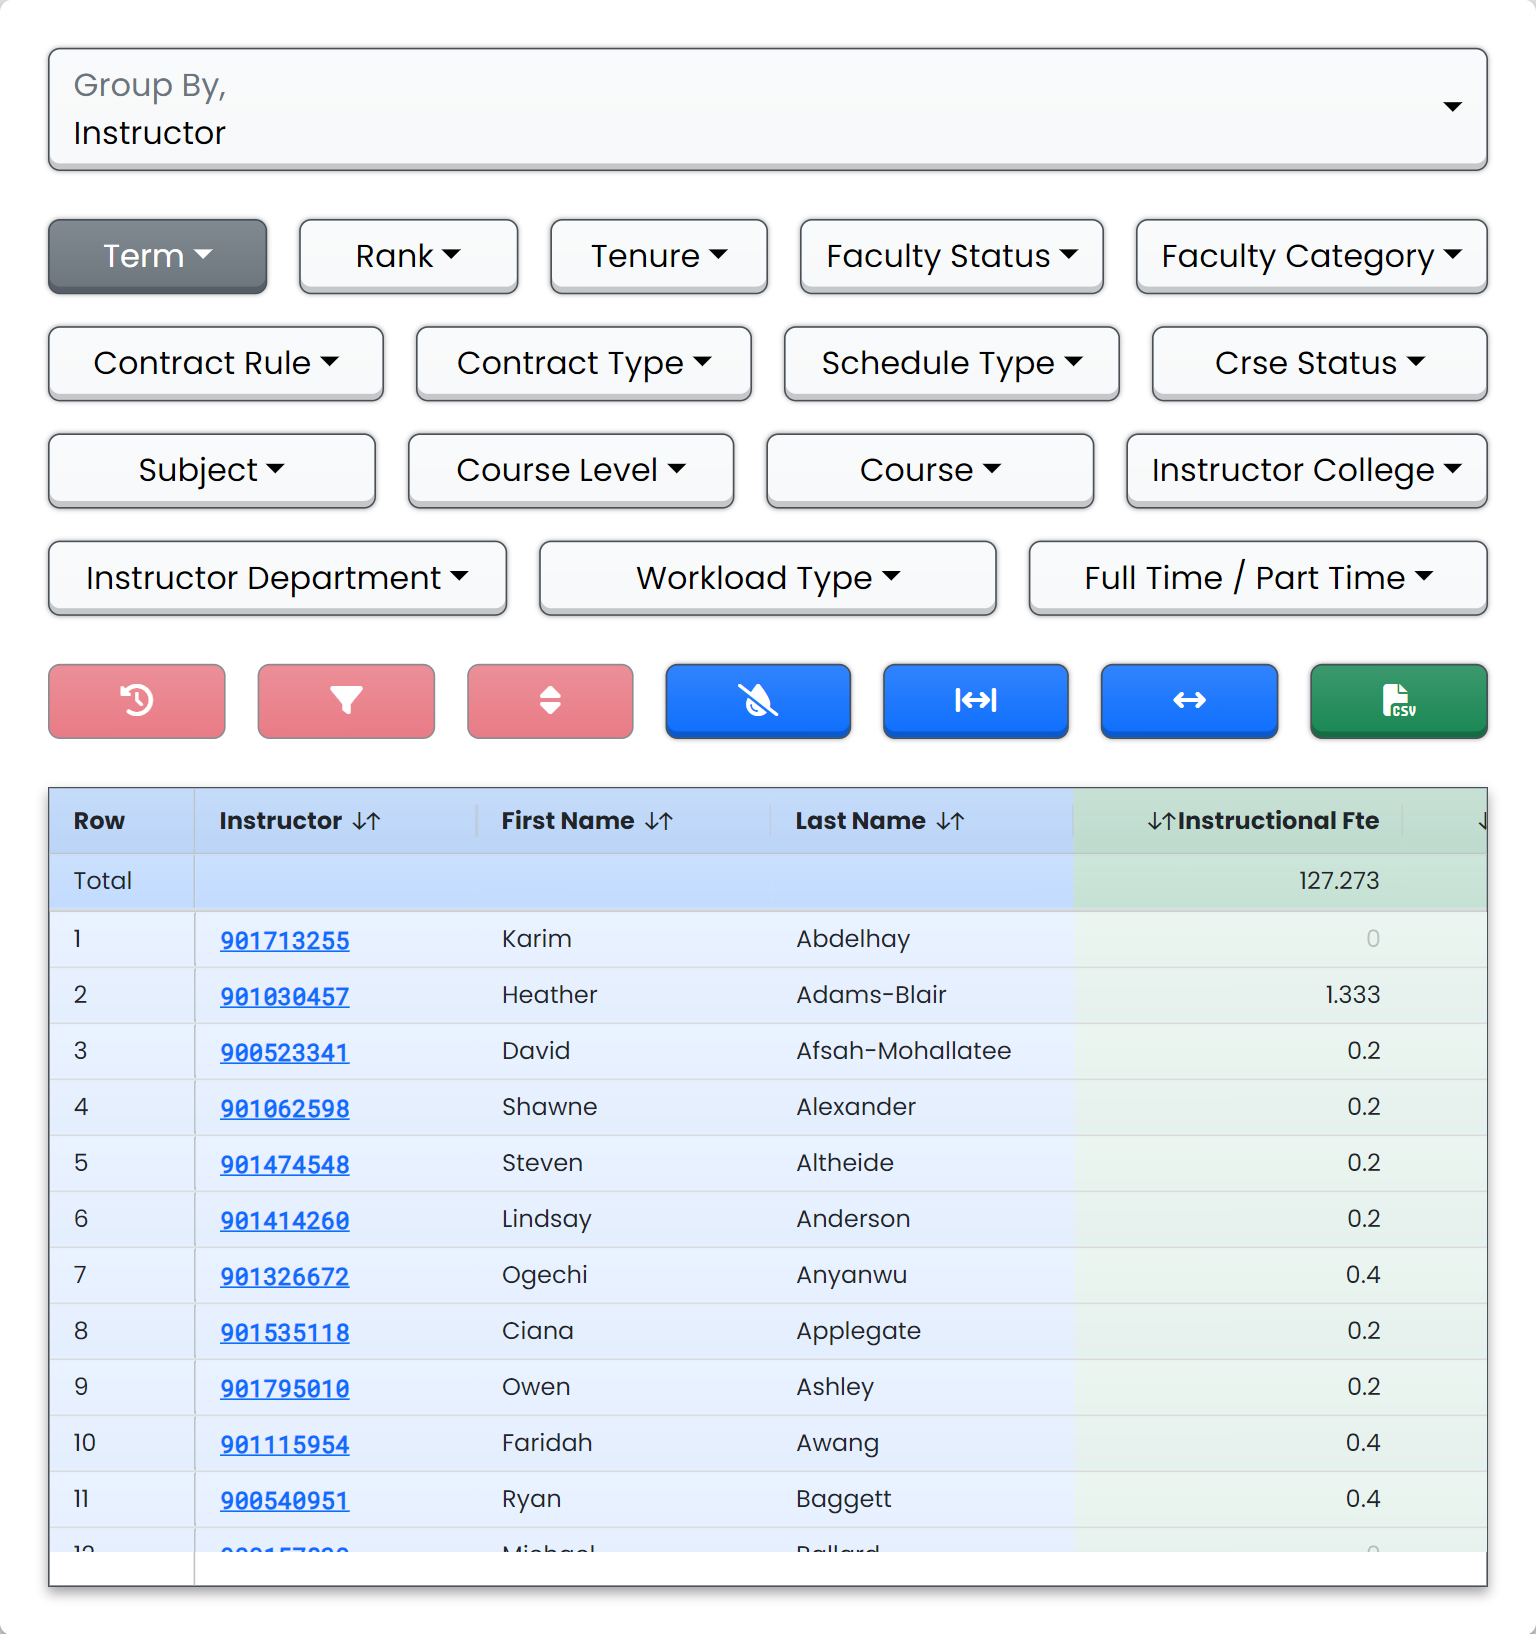 Group By,
Instructor
Term Rank Tenure Faculty Status Faculty Category
Contract Rule Contract Type Schedule Type Crse Status
Subject Course Level Course Instructor College
Instructor Department Workload Type Full Time / Part Time
CSV
Row Instructor First Name Last Name Instructional Fte
Total 127.273
1 901713255 Karim Abdelhay 0
2 901030457 Heather Adams-Blair 1.333
3 900523341 David Afsah-Mohallatee 0.2
4 901062598 Shawne Alexander 0.2
5 901474548 Steven Altheide 0.2
6 901414260 Lindsay Anderson 0.2
7 901326672 Ogechi Anyanwu 0.4
8 901535118 Ciana Applegate 0.2
9 901795010 Owen Ashley 0.2
10 901115954 Faridah Awang 0.4
11 900540951 Ryan Baggett 0.4
12 Michael Ballard 0